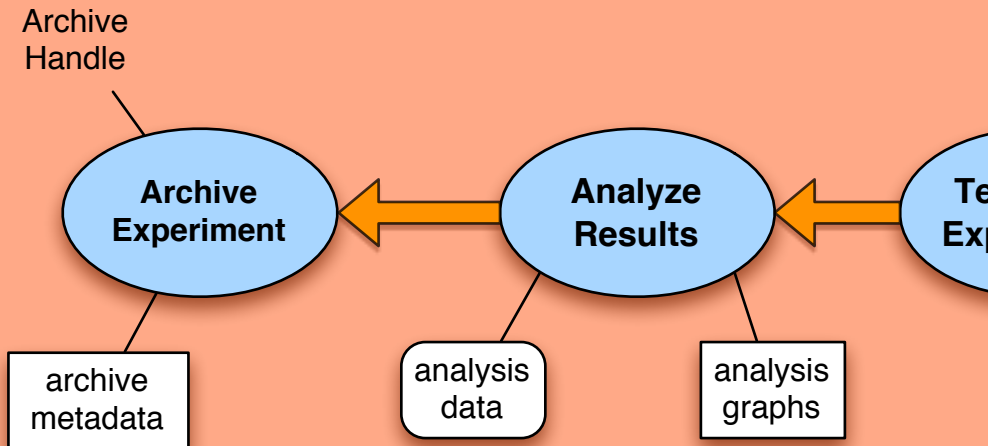 Archive
Handle
Archive
Experiment
Analyze
Results
archive
metadata
analysis
data
analysis
graphs